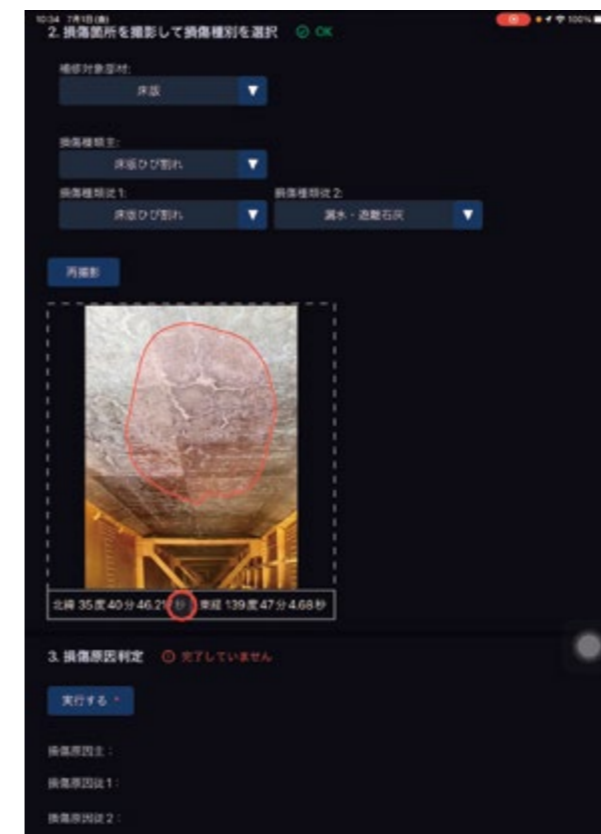 10:34 7月1日(金)
100%
2. 損傷箇所を撮影して損傷種別を選択 OK
補修対象部材:
床版
損傷種類主:
床版ひび割れ
損傷種類従1: 損傷種類従2:
床版ひび割れ 漏水・遊離石灰
再撮影
北緯 35度40分46.21 秒 東経 139度47分4.68秒
3. 損傷原因判定 完了していません
実行する *
損傷原因主:
損傷原因従1:
損傷原因従2: